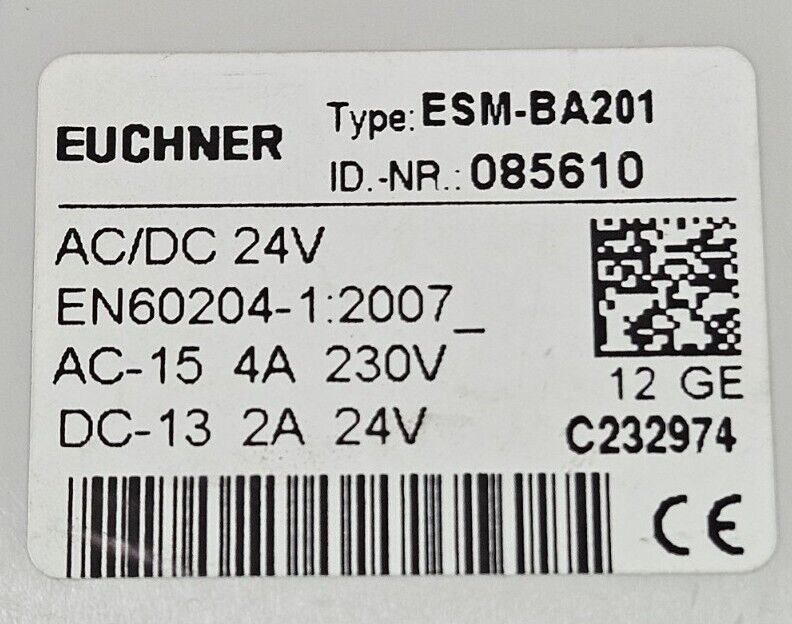 EUCHNER
Type: ESM-BA201
ID.-NR.: 085610
AC/DC 24V
EN60204-1:2007_
AC-15 4A 230V
DC-13 2A 24V
12 GE
C232974
CE